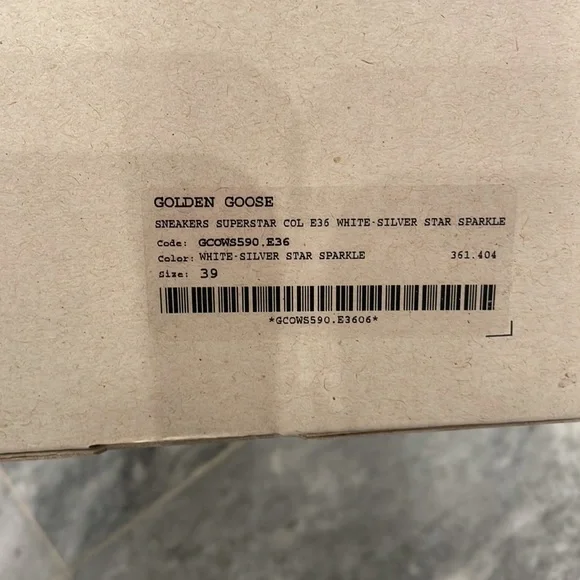 GOLDEN GOOSE
SNEAKERS SUPERSTAR COL E36 WHITE-SILVER STAR SPARKLE
Code: GCOWS590.E36
Color: WHITE-SILVER STAR SPARKLE 361.404
Size: 39
*GCOWS590.E3606*